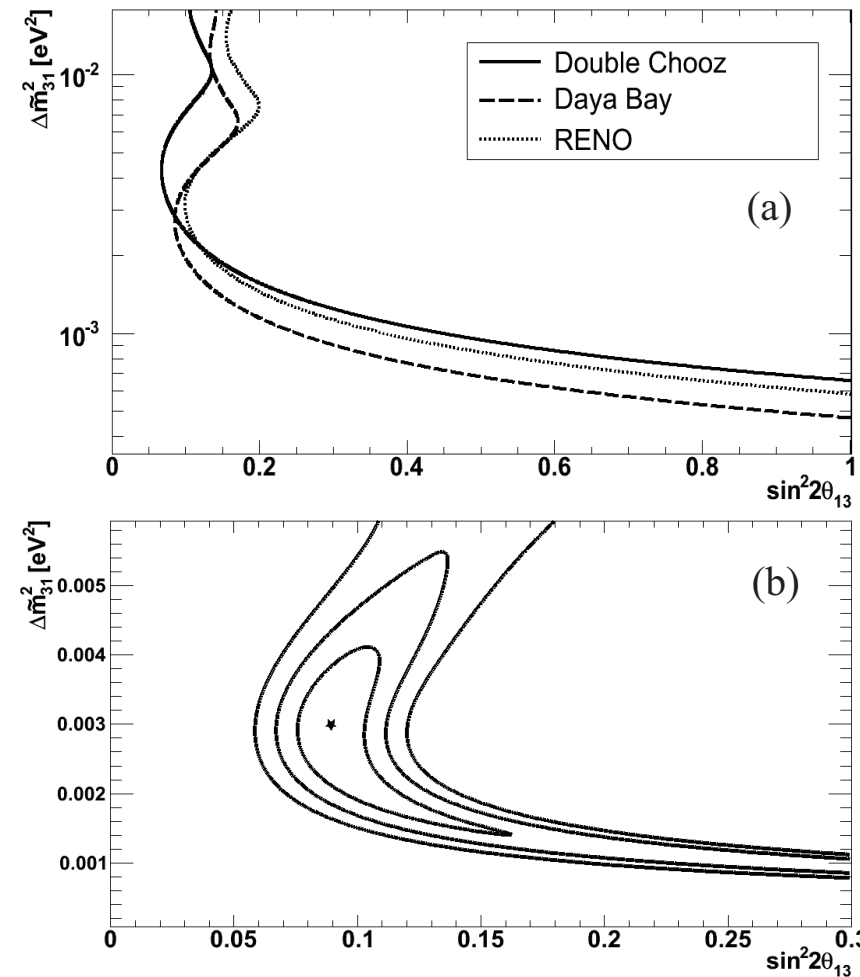 Δm̃²₃₁ [eV²]
10⁻²
10⁻³
Double Chooz
Daya Bay
RENO
(a)
0 0.2 0.4 0.6 0.8 1
sin²2θ₁₃
Δm̃²₃₁ [eV²]
(b)
0.005
0.004
0.003
0.002
0.001
0 0.05 0.1 0.15 0.2 0.25 0.3
sin²2θ₁₃